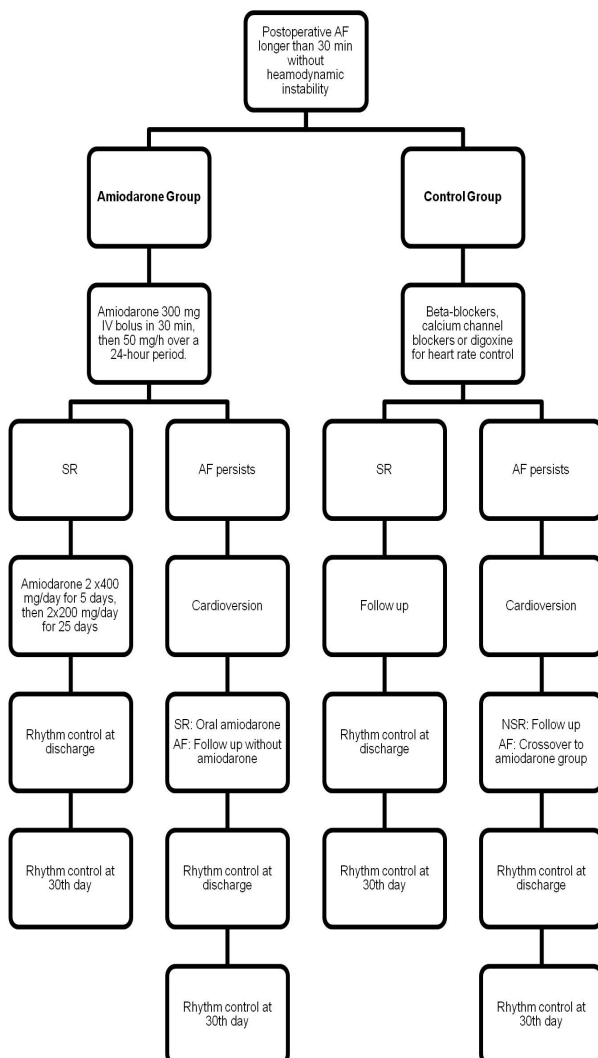 Postoperative AF
longer than 30 min
without
heamodynamic
instability
Amiodarone Group
Control Group
Amiodarone 300 mg
IV bolus in 30 min,
then 50 mg/h over a
24-hour period.
Beta-blockers,
calcium channel
blockers or digoxine
for heart rate control
SR
AF persists
SR
AF persists
Amiodarone 2 x400
mg/day for 5 days,
then 2x200 mg/day
for 25 days
Cardioversion
Follow up
Cardioversion
Rhythm control at
discharge
SR: Oral amiodarone
AF: Follow up without
amiodarone
Rhythm control at
discharge
NSR: Follow up
AF: Crossover to
amiodarone group
Rhythm control at
30th day
Rhythm control at
discharge
Rhythm control at
30th day
Rhythm control at
discharge
Rhythm control at
30th day
Rhythm control at
30th day